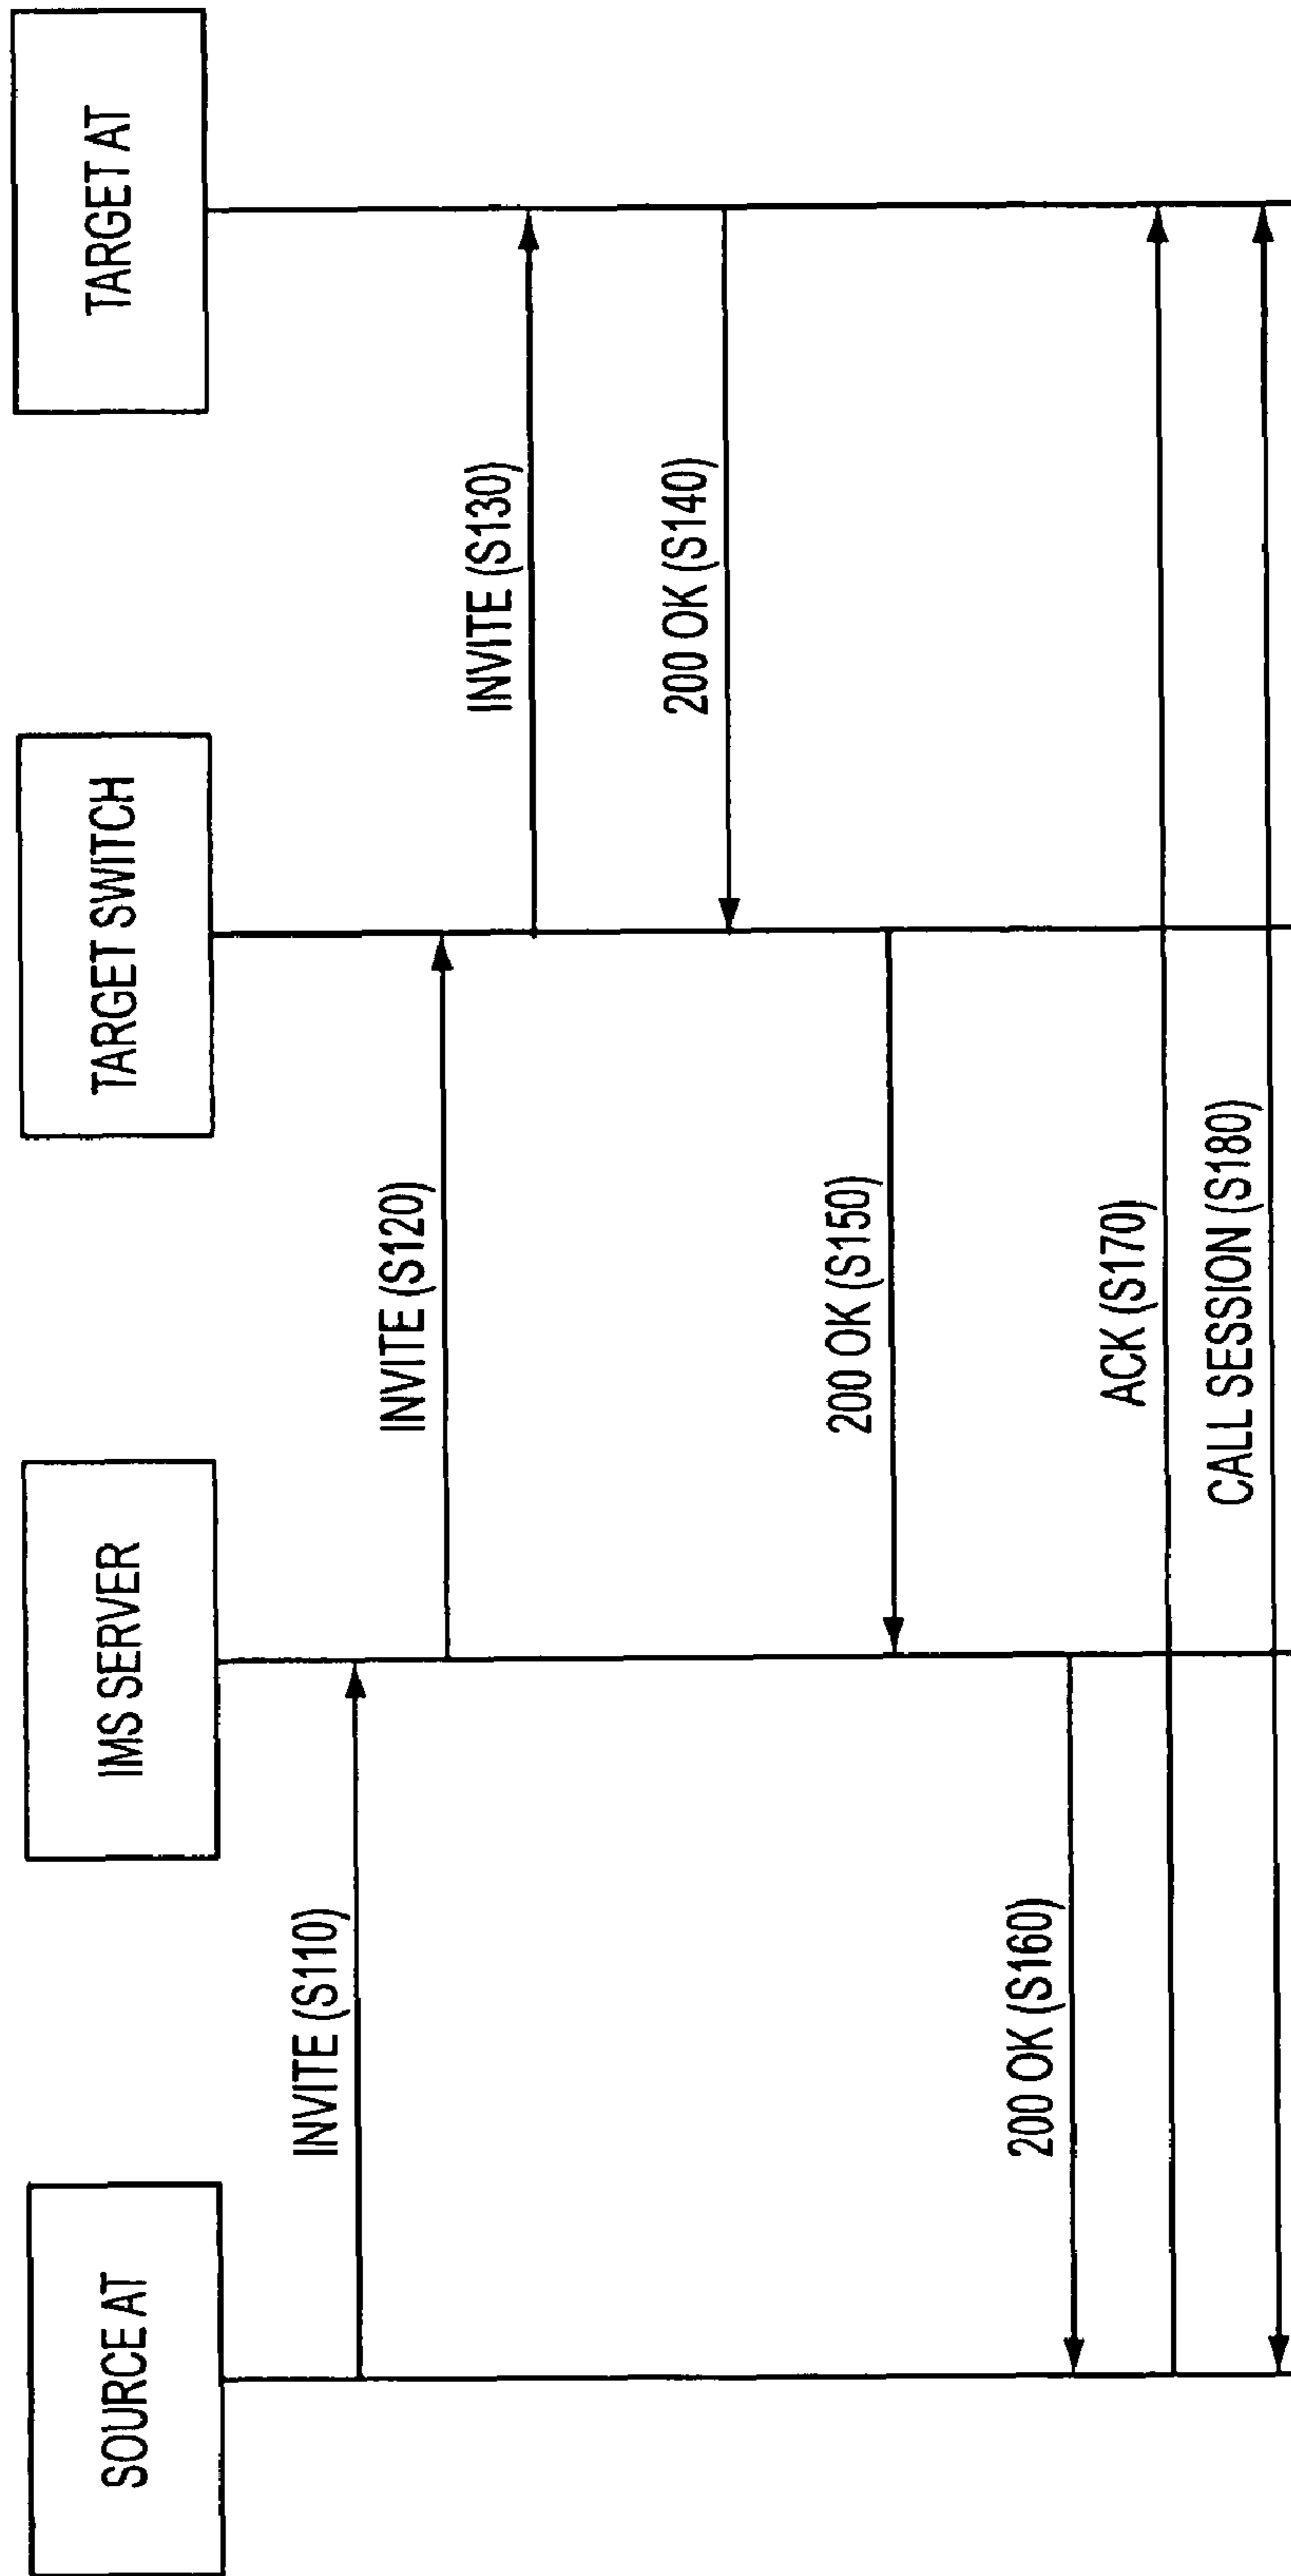 SOURCE AT
IMS SERVER
TARGET SWITCH
TARGET AT
INVITE (S110)
INVITE (S120)
INVITE (S130)
200 OK (S140)
200 OK (S150)
200 OK (S160)
ACK (S170)
CALL SESSION (S180)